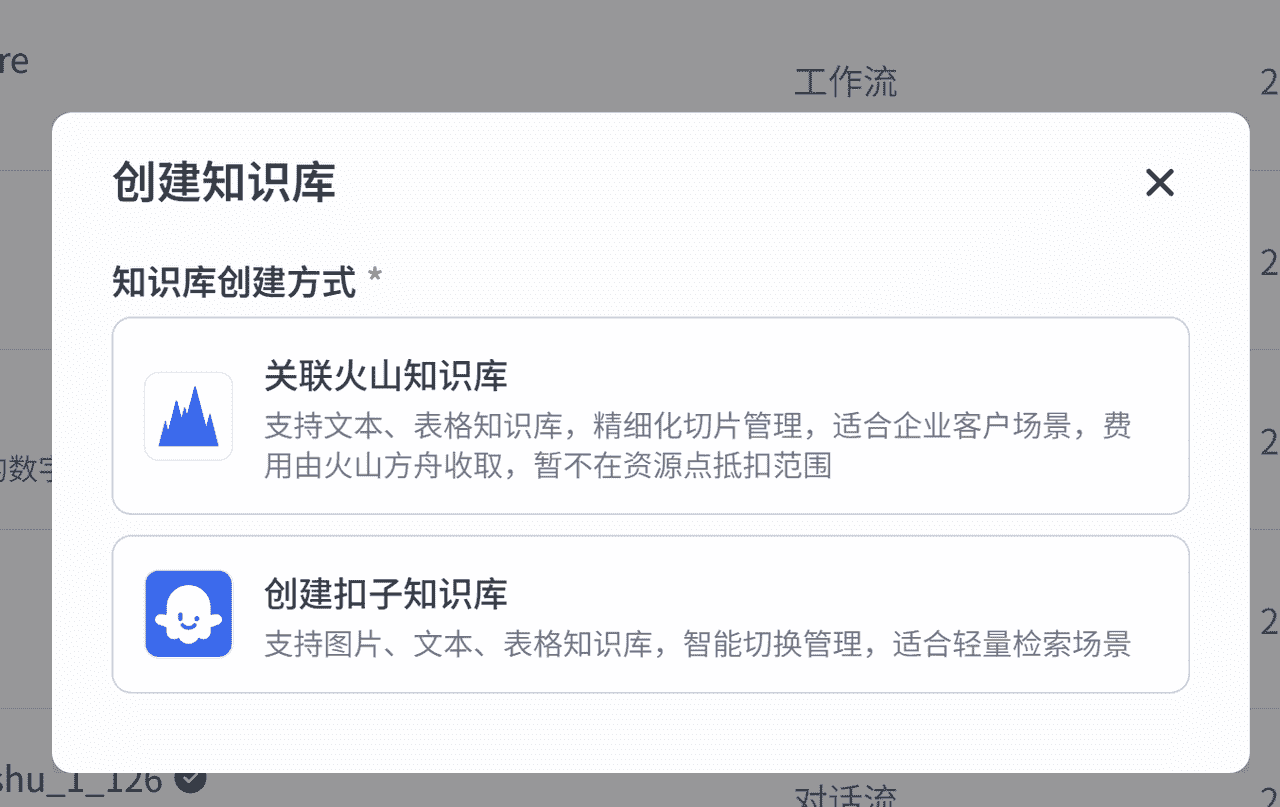 re
工作流
2
创建知识库
知识库创建方式 *
2
关联火山知识库
支持文本、表格知识库，精细化切片管理，适合企业客户场景，费
用由火山方舟收取，暂不在资源点抵扣范围
2
的数字
创建扣子知识库
支持图片、文本、表格知识库，智能切换管理，适合轻量检索场景
2
shu_1_126
对话流
2